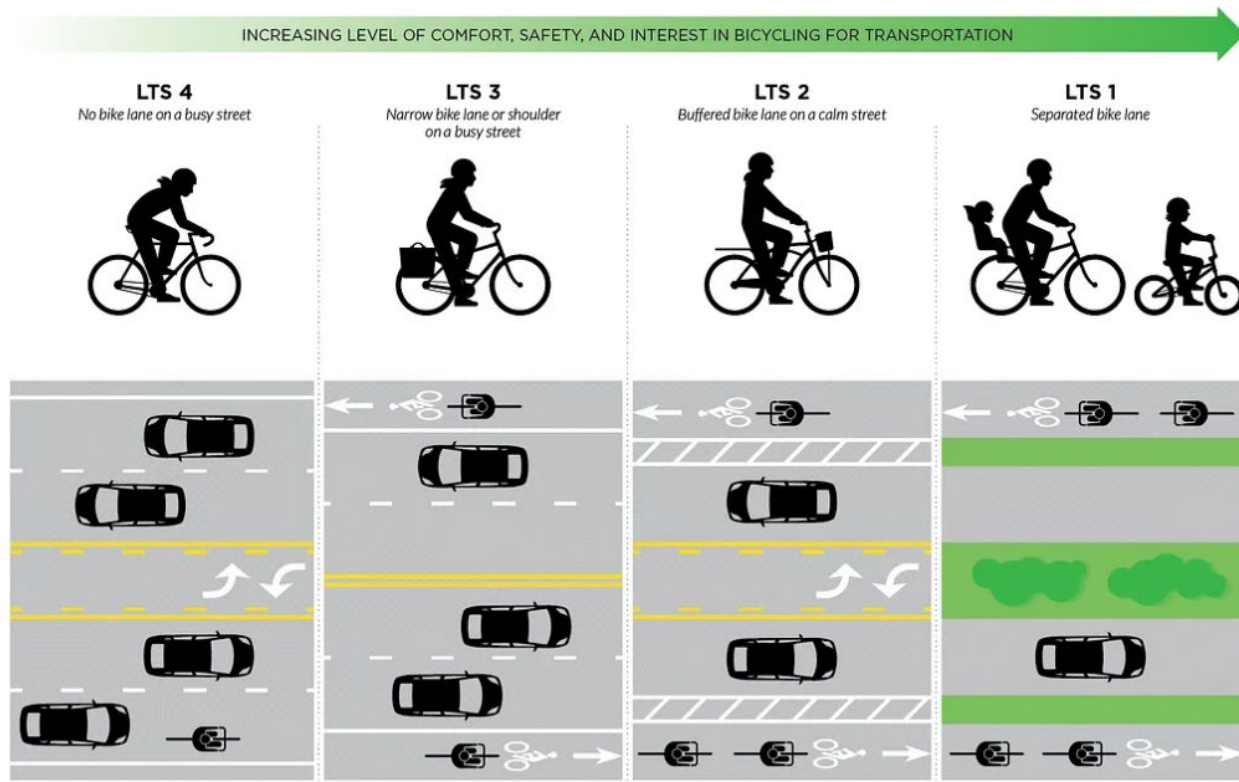 INCREASING LEVEL OF COMFORT, SAFETY, AND INTEREST IN BICYCLING FOR TRANSPORTATION
LTS 4
No bike lane on a busy street
LTS 3
Narrow bike lane or shoulder
on a busy street
LTS 2
Buffered bike lane on a calm street
LTS 1
Separated bike lane